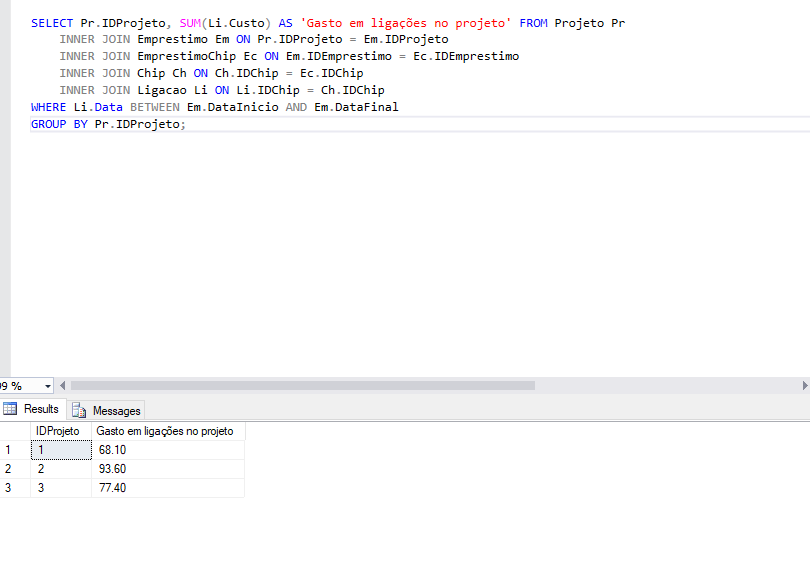 SELECT Pr.IDProjeto, SUM(Li.Custo) AS 'Gasto em ligações no projeto' FROM Projeto Pr
INNER JOIN Emprestimo Em ON Pr.IDProjeto = Em.IDProjeto
INNER JOIN EmprestimoChip Ec ON Em.IDEmprestimo = Ec.IDEmprestimo
INNER JOIN Chip Ch ON Ch.IDChip = Ec.IDChip
INNER JOIN Ligacao Li ON Li.IDChip = Ch.IDChip
WHERE Li.Data BETWEEN Em.DataInicio AND Em.DataFinal
GROUP BY Pr.IDProjeto;
99 %
Results Messages
IDProjeto Gasto em ligações no projeto
1 1 68.10
2 2 93.60
3 3 77.40